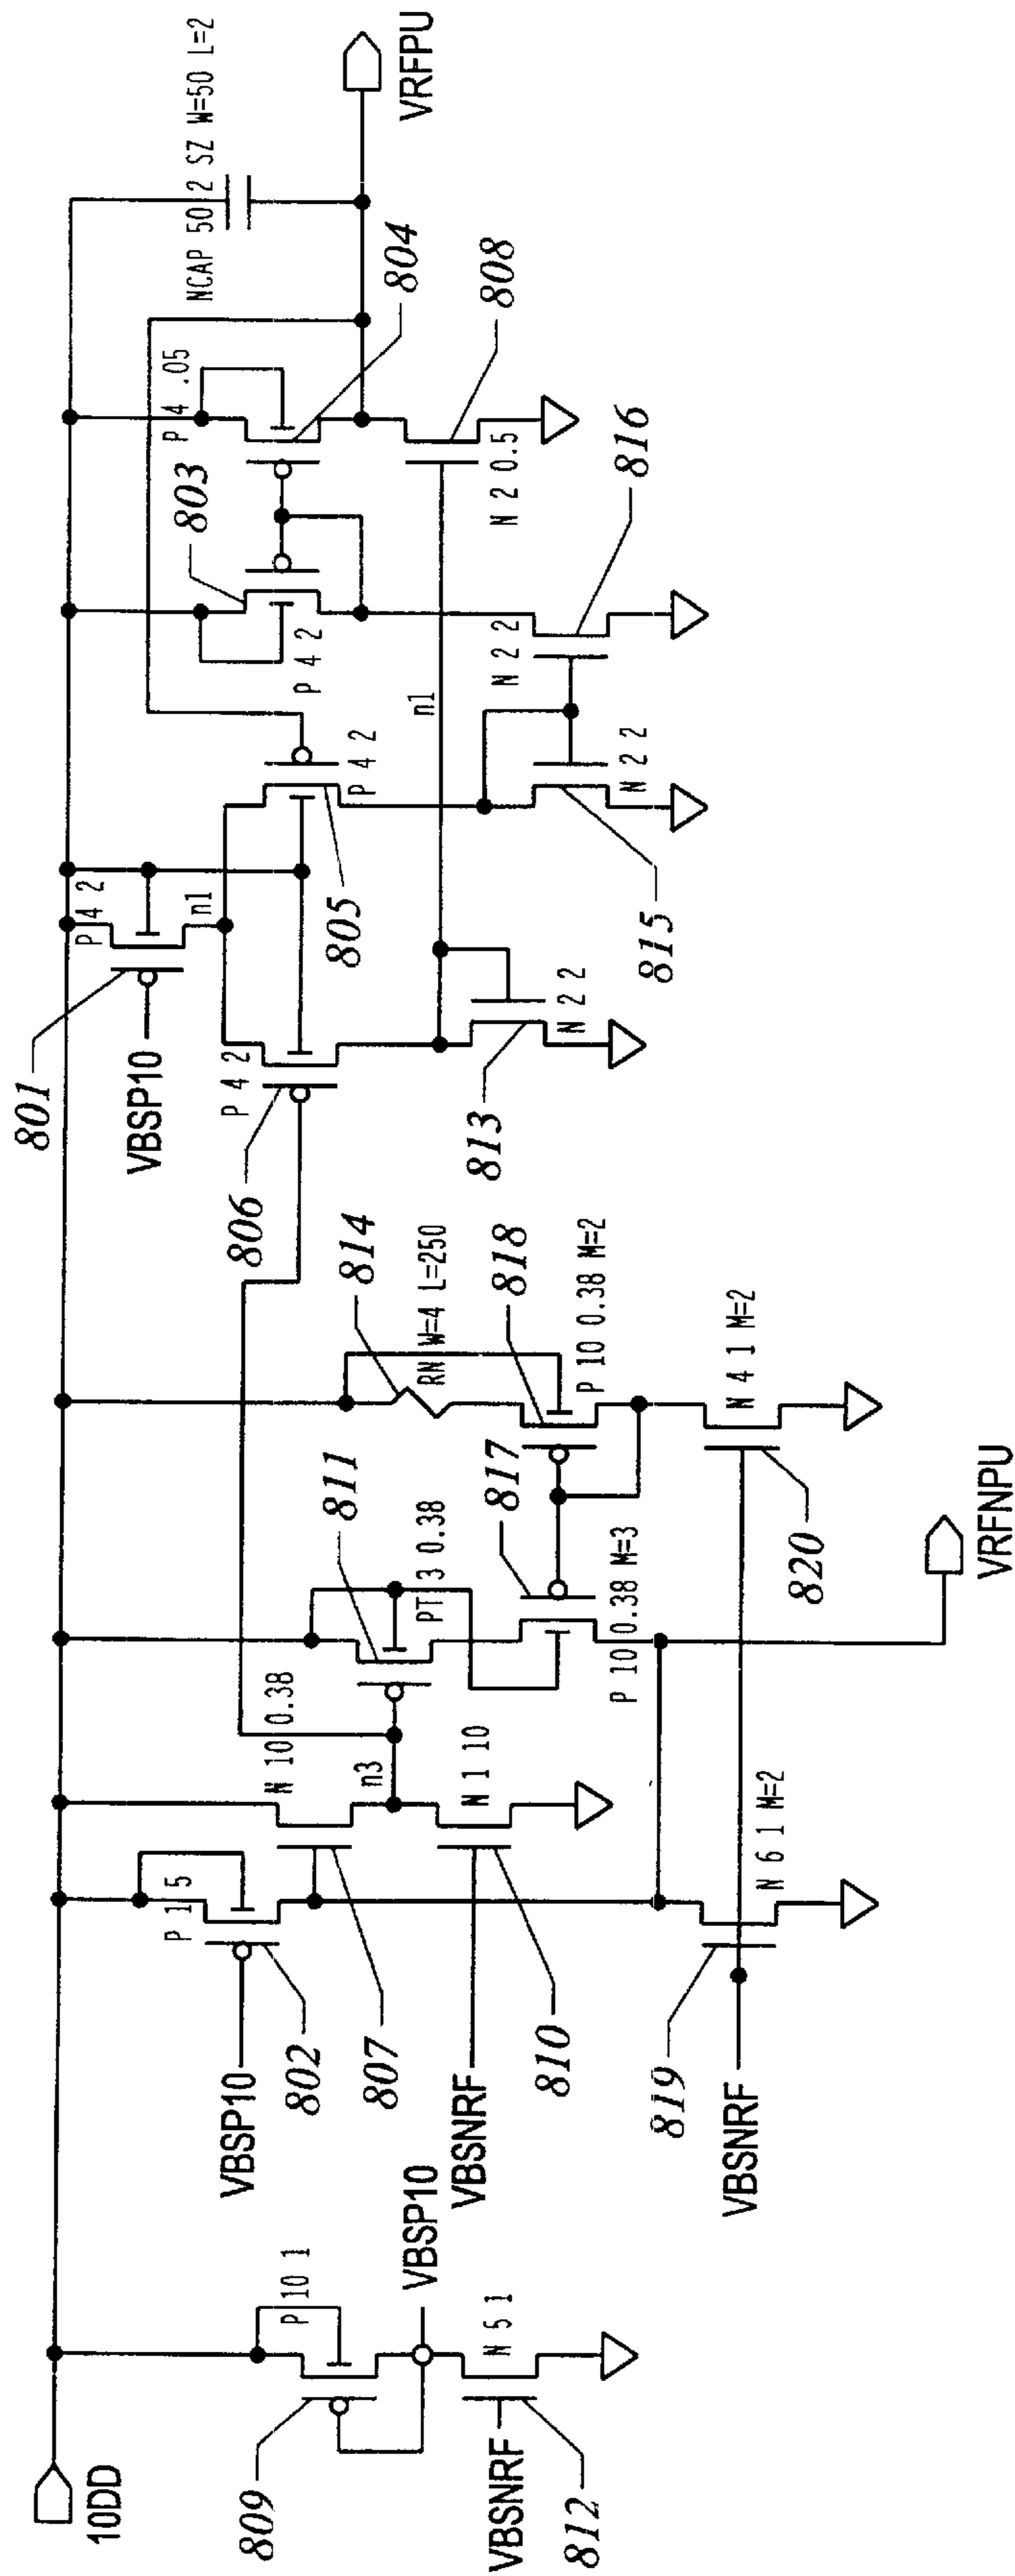 10DD
809
P 10 1
VBSP10
VBSNRF
N 5 1
812
VBSP10
P 1 5
802
807
N 10 0.38
n3
VBSNRF
N 1 10
810
811
PT 3 0.38
817
P 10 0.38 M=3
814
RN W=4 L=250
818
P 10 0.38 M=2
819
VBSNRF
N 6 1 M=2
820
N 4 1 M=2
VRFNPU
801
VBSP10
P 4 2
n1
806
P 4 2
805
P 4 2
813
N 2 2
n1
815
N 2 2
803
P 4 2
N 2 2
816
P 4 .05
804
N 2 0.5
808
NCAP 50 2 SZ W=50 L=2
VRFPU